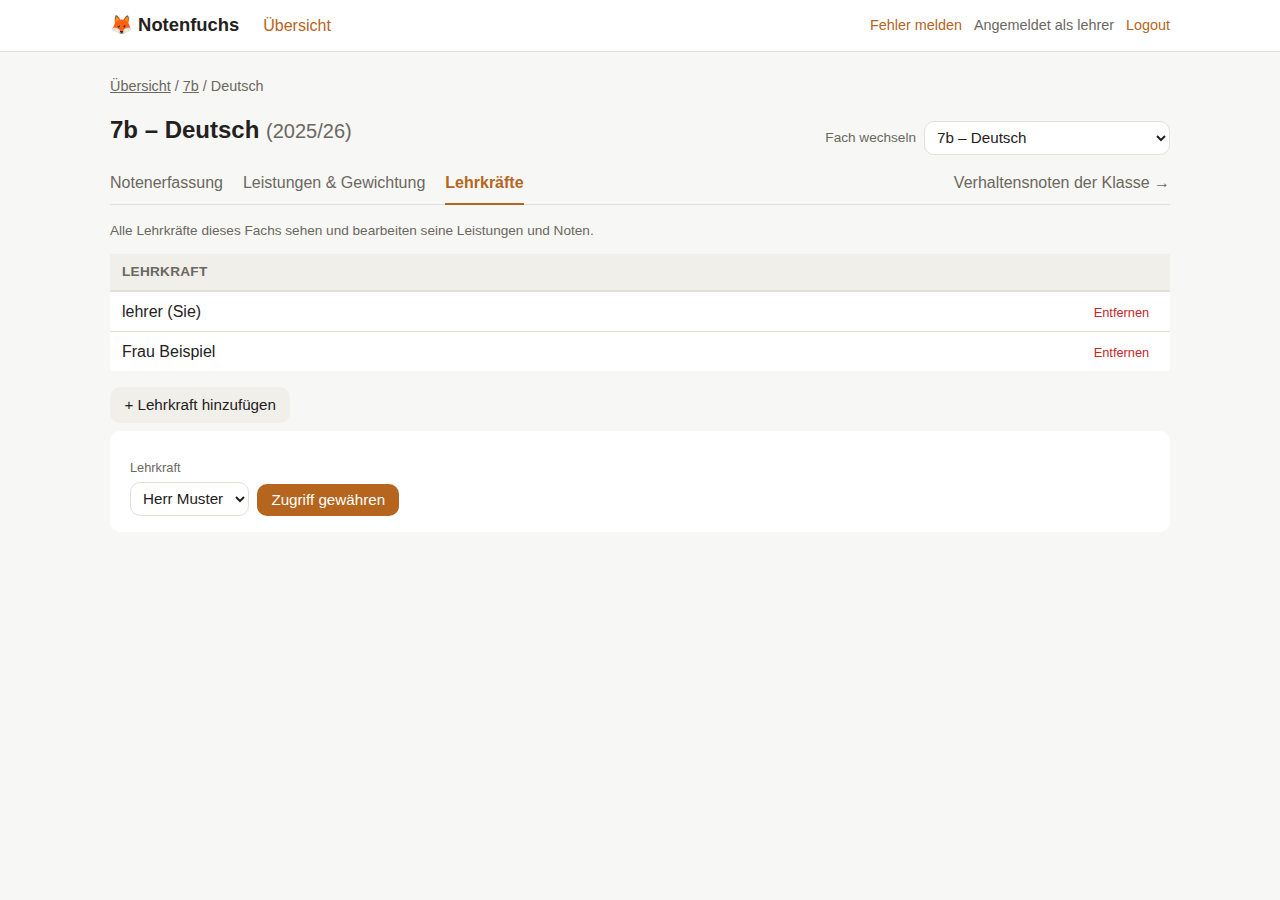 🦊 Notenfuchs Übersicht Fehler melden Angemeldet als lehrer Logout
Übersicht / 7b / Deutsch
7b – Deutsch (2025/26) Fach wechseln 7b – Deutsch
Notenerfassung Leistungen & Gewichtung Lehrkräfte Verhaltensnoten der Klasse →
Alle Lehrkräfte dieses Fachs sehen und bearbeiten seine Leistungen und Noten.
LEHRKRAFT
lehrer (Sie) Entfernen
Frau Beispiel Entfernen
+ Lehrkraft hinzufügen
Lehrkraft
Herr Muster Zugriff gewähren